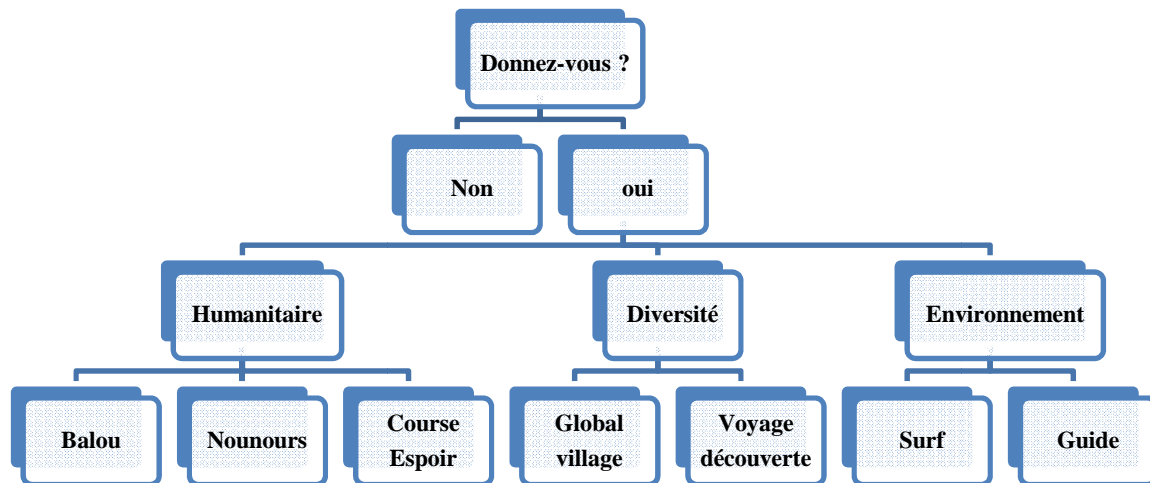 Donnez-vous ?
Non
oui
Humanitaire
Diversité
Environnement
Balou
Nounours
Course
Espoir
Global
village
Voyage
découverte
Surf
Guide